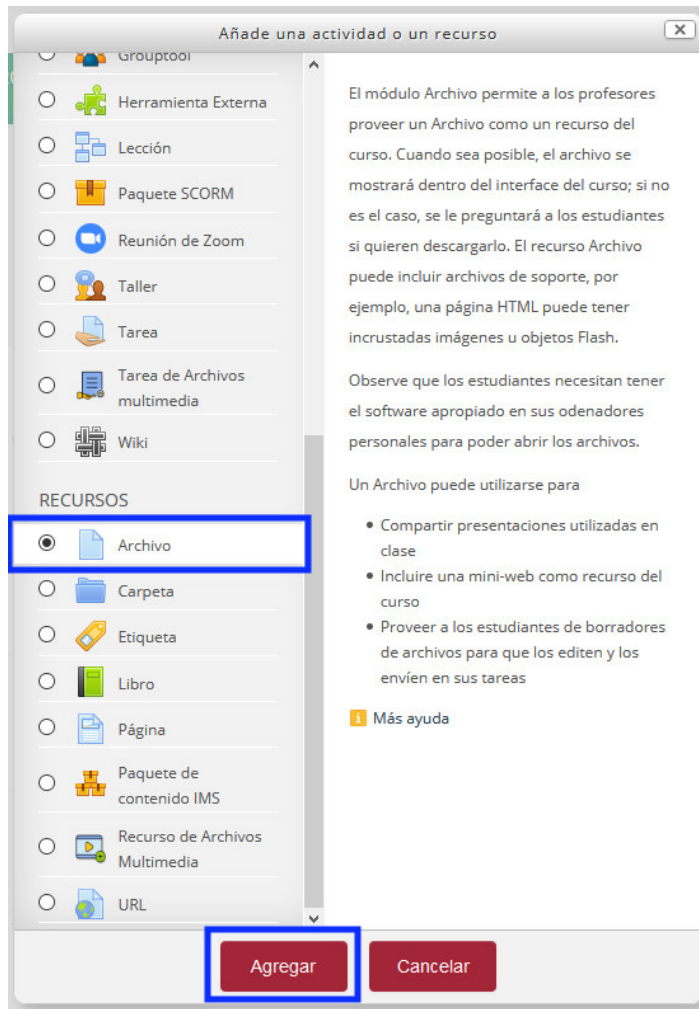 Añade una actividad o un recurso
Grouptool
Herramienta Externa
Lección
Paquete SCORM
Reunión de Zoom
Taller
Tarea
Tarea de Archivos
multimedia
Wiki
RECURSOS
Archivo
Carpeta
Etiqueta
Libro
Página
Paquete de
contenido IMS
Recurso de Archivos
Multimedia
URL
El módulo Archivo permite a los profesores
proveer un Archivo como un recurso del
curso. Cuando sea posible, el archivo se
mostrará dentro del interface del curso; si no
es el caso, se le preguntará a los estudiantes
si quieren descargarlo. El recurso Archivo
puede incluir archivos de soporte, por
ejemplo, una página HTML puede tener
incrustadas imágenes u objetos Flash.
Observe que los estudiantes necesitan tener
el software apropiado en sus odenadores
personales para poder abrir los archivos.
Un Archivo puede utilizarse para
• Compartir presentaciones utilizadas en
clase
• Incluire una mini-web como recurso del
curso
• Proveer a los estudiantes de borradores
de archivos para que los editen y los
envíen en sus tareas
Más ayuda
Agregar
Cancelar